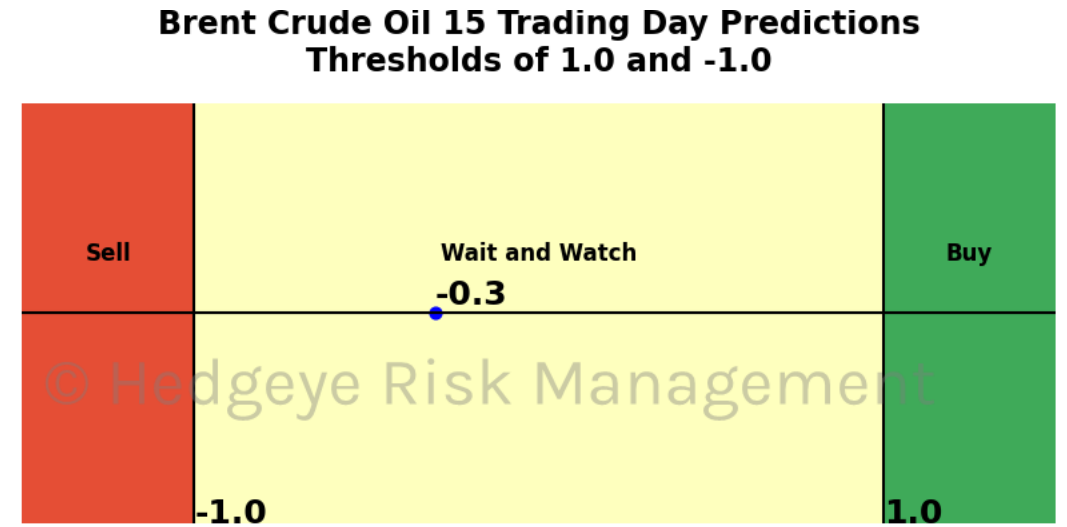 Brent Crude Oil 15 Trading Day Predictions
Thresholds of 1.0 and -1.0
Sell
Wait and Watch
Buy
-0.3
© Hedgeye Risk Management
-1.0
1.0